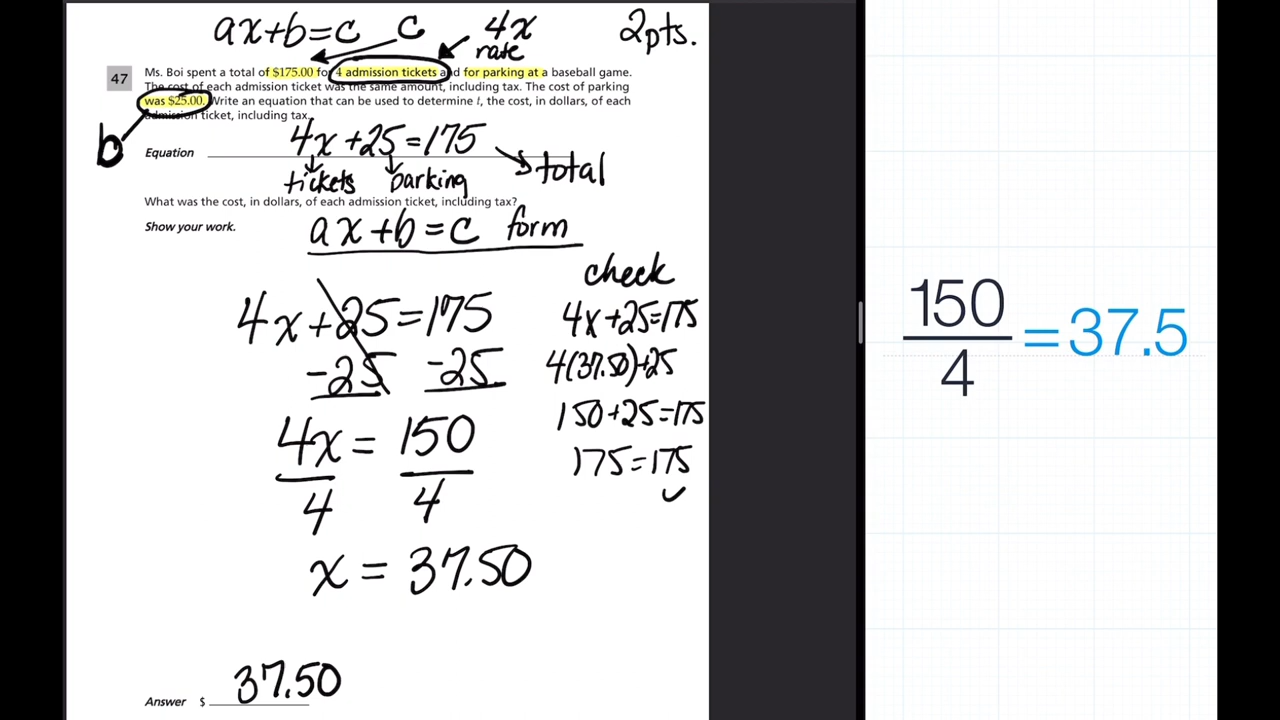 ax+b=c c 4x 2pts.
rate
47 Ms. Boi spent a total of $175.00 for 4 admission tickets and for parking at a baseball game.
The cost of each admission ticket was the same amount, including tax. The cost of parking
was $25.00. Write an equation that can be used to determine t, the cost, in dollars, of each
admission ticket, including tax.
b
Equation 4x+25=175
tickets parking total
What was the cost, in dollars, of each admission ticket, including tax?
Show your work. ax+b=c form
4x+25=175
-25 -25
4x = 150
4 4
x = 37.50
check
4x+25=175
4(37.50)+25
150+25=175
175=175
✓
Answer $ 37.50
150
4
=37.5